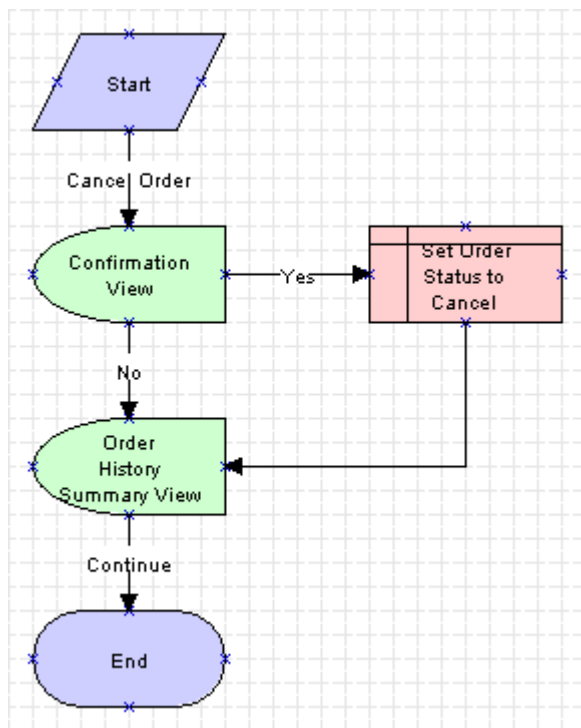 Start
Cancel Order
Confirmation
View
Yes
Set Order
Status to
Cancel
No
Order
History
Summary View
Continue
End